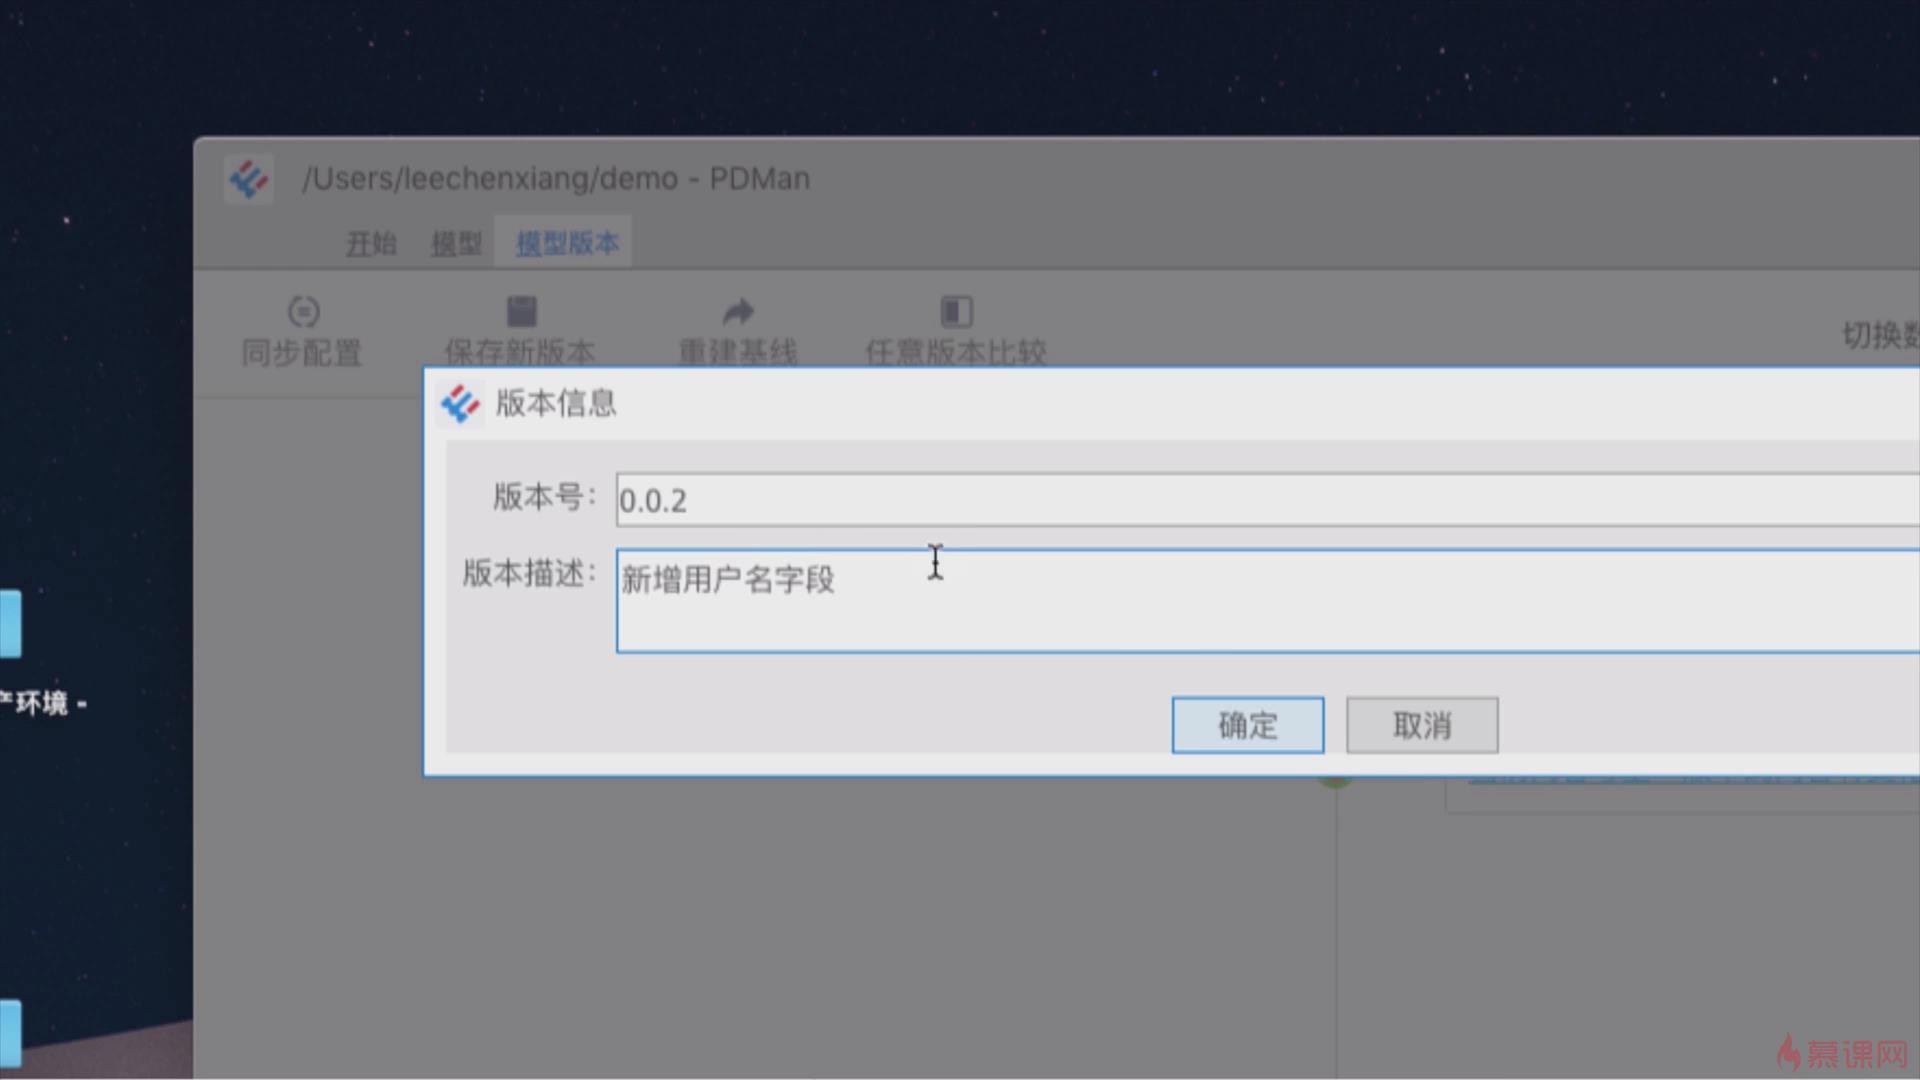 /Users/leechenxiang/demo - PDMan
开始 模型 模型版本
同步配置 保存新版本 重建基线 任意版本比较
切换数
版本信息
版本号： 0.0.2
版本描述： 新增用户名字段
确定 取消
环境 -
慕课网